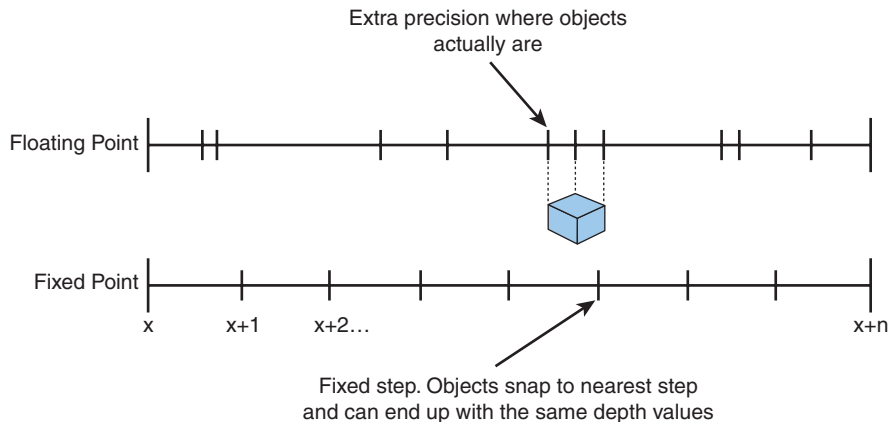 Extra precision where objects
actually are
Floating Point
Fixed Point
x
x+1
x+2...
x+n
Fixed step. Objects snap to nearest step
and can end up with the same depth values